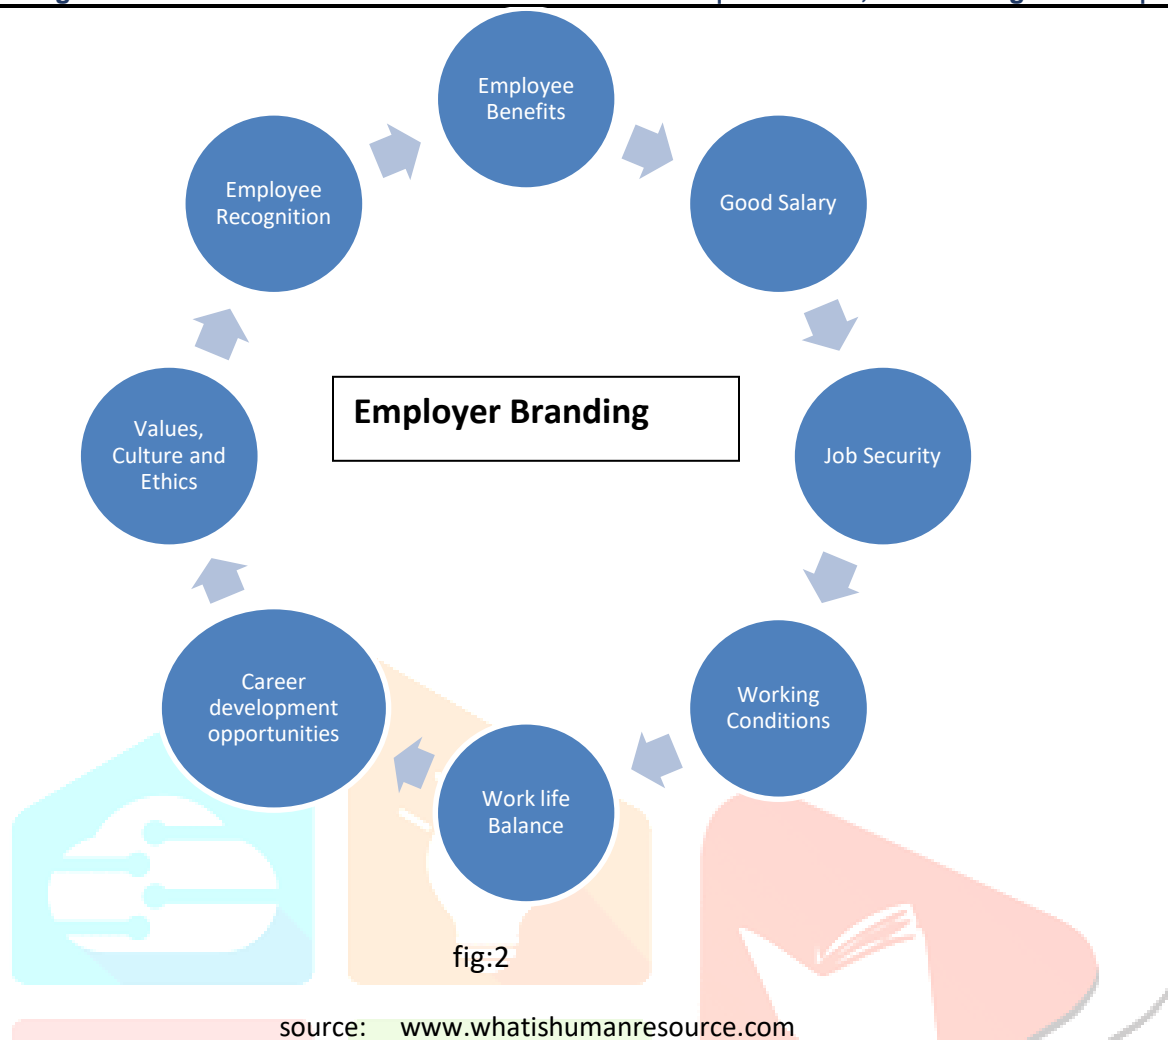 Employee
Benefits
Good Salary
Job Security
Working
Conditions
Work life
Balance
Career
development
opportunities
Values,
Culture and
Ethics
Employee
Recognition
Employer Branding
fig:2
source: www.whatishumanresource.com